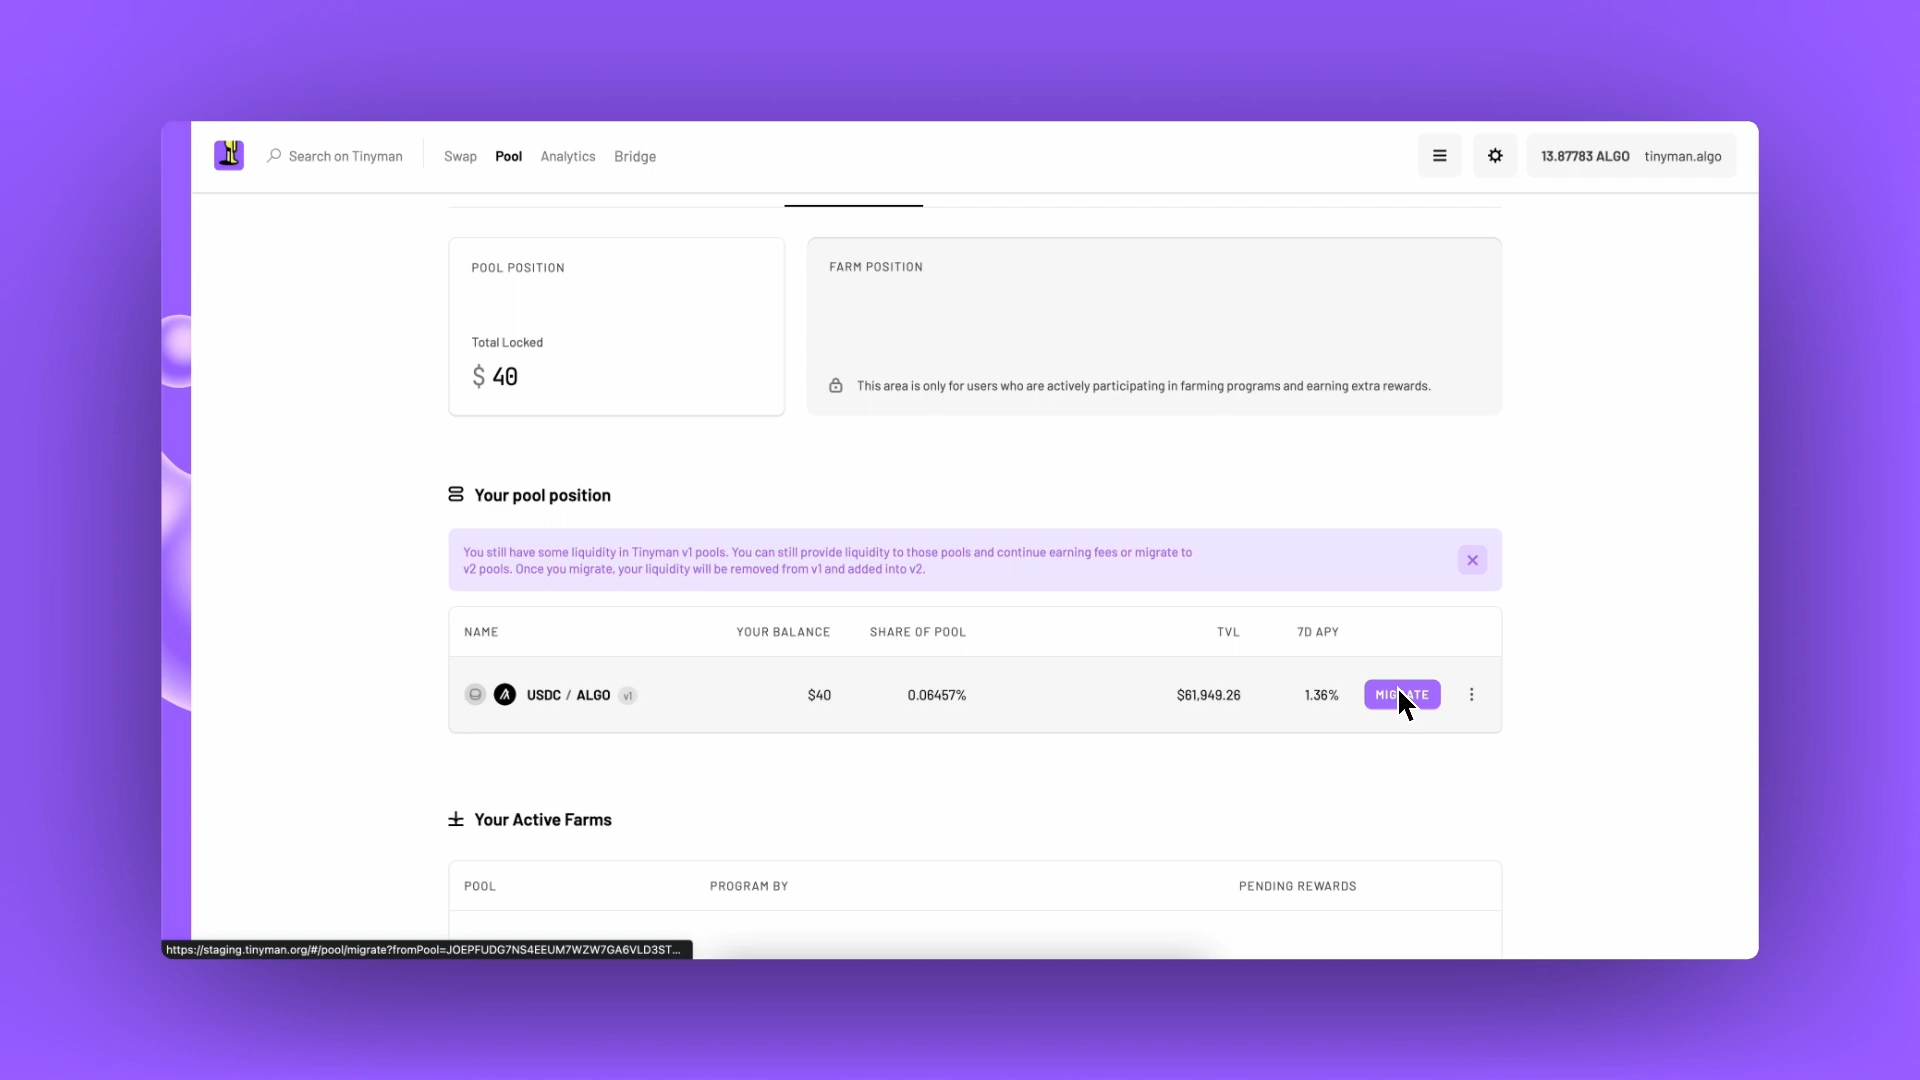 Search on Tinyman
Swap
Pool
Analytics
Bridge
13.87783 ALGO tinyman.algo
POOL POSITION
Total Locked
$ 40
FARM POSITION
This area is only for users who are actively participating in farming programs and earning extra rewards.
Your pool position
You still have some liquidity in Tinyman v1 pools. You can still provide liquidity to those pools and continue earning fees or migrate to
v2 pools. Once you migrate, your liquidity will be removed from v1 and added into v2.
NAME YOUR BALANCE SHARE OF POOL TVL 7D APY
USDC / ALGO v1 $40 0.06457% $61,949.26 1.36%
Your Active Farms
POOL PROGRAM BY PENDING REWARDS
https://staging.tinyman.org/#/pool/migrate?fromPool=JOEPFUDG7NS4EEUM7WZW7GA6VLD3ST...